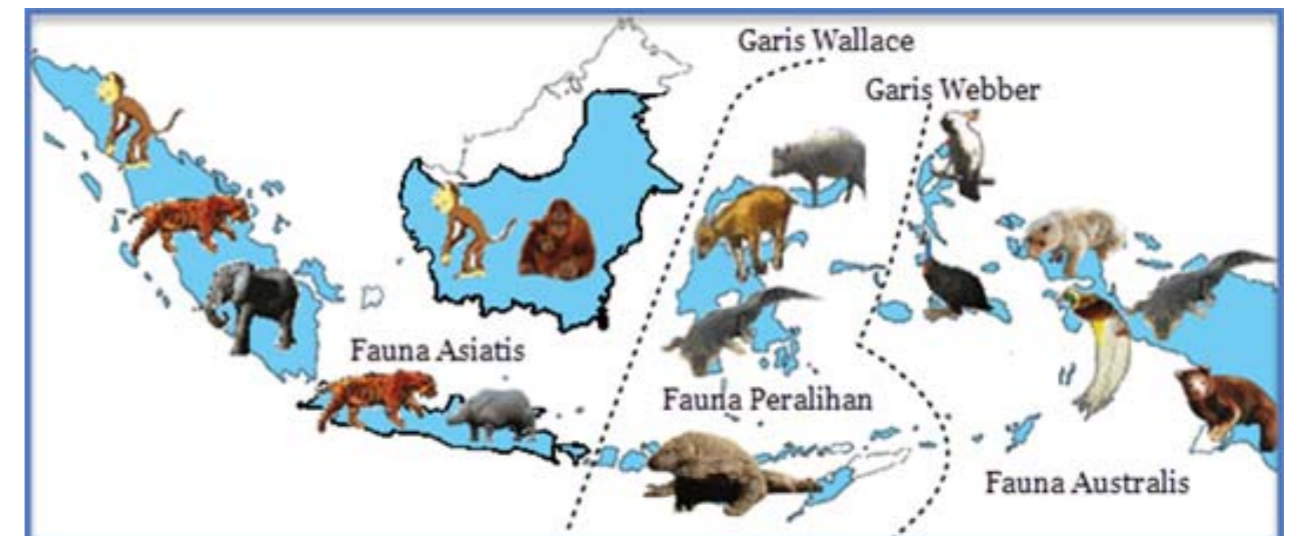 Garis Wallace
Garis Webber
Fauna Asiatis
Fauna Peralihan
Fauna Australis